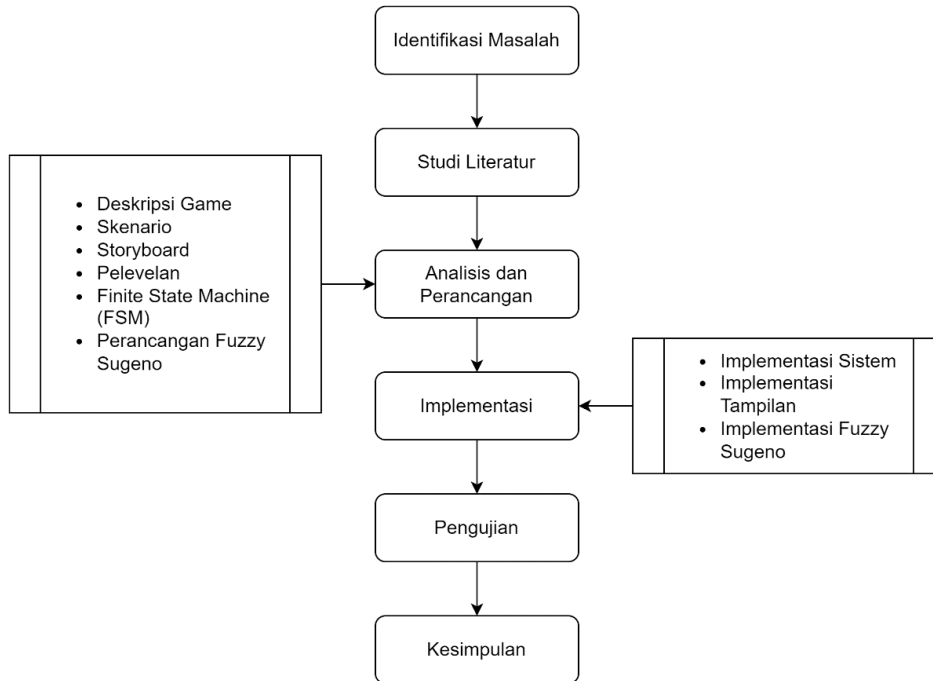 Identifikasi Masalah
Studi Literatur
• Deskripsi Game
• Skenario
• Storyboard
• Pelevelan
• Finite State Machine
(FSM)
• Perancangan Fuzzy
Sugeno
Analisis dan
Perancangan
Implementasi
• Implementasi Sistem
• Implementasi
Tampilan
• Implementasi Fuzzy
Sugeno
Pengujian
Kesimpulan